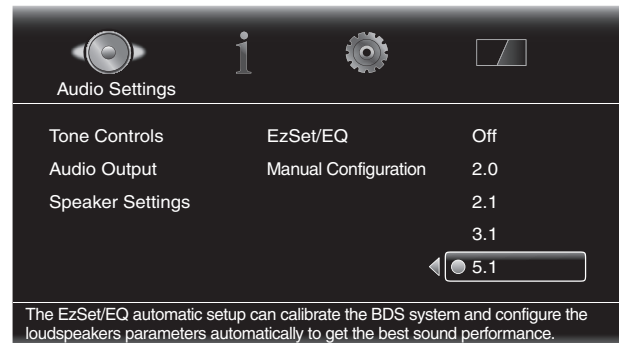 Audio Settings
Tone Controls EzSet/EQ Off
Audio Output Manual Configuration 2.0
Speaker Settings 2.1
3.1
5.1
The EzSet/EQ automatic setup can calibrate the BDS system and configure the
loudspeakers parameters automatically to get the best sound performance.